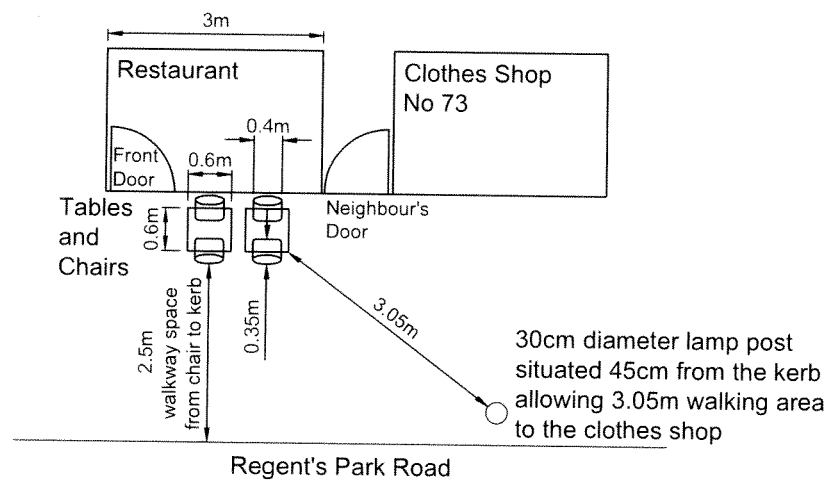 3m
Restaurant
Clothes Shop
No 73
0.4m
Front
Door
0.6m
Tables
and
Chairs
0.6m
Neighbour's
Door
2.5m
walkway space
from chair to kerb
0.35m
3.05m
30cm diameter lamp post
situated 45cm from the kerb
allowing 3.05m walking area
to the clothes shop
Regent's Park Road